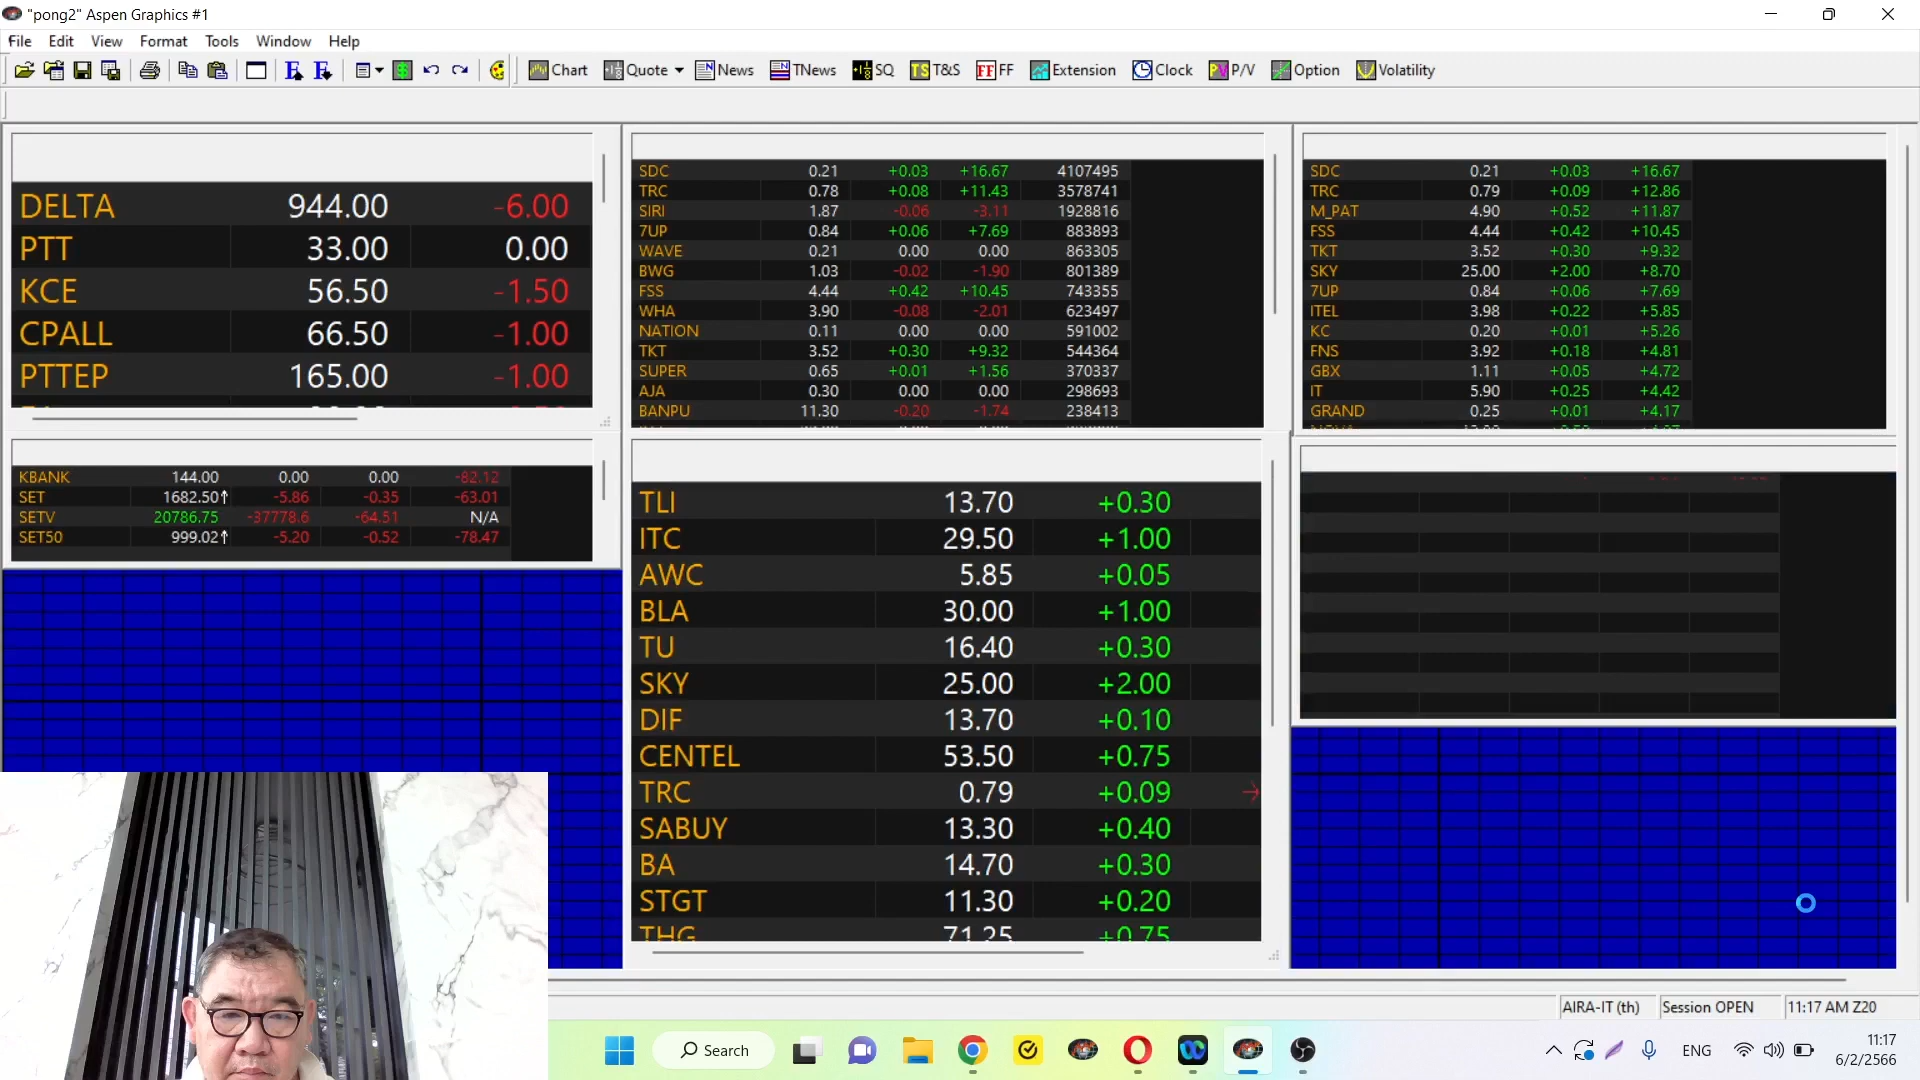 "pong2" Aspen Graphics #1
File Edit View Format Tools Window Help
Chart Quote News TNews SQ T&S FF FF Extension Clock PV P/V Option Volatility
DELTA 944.00 -6.00
PTT 33.00 0.00
KCE 56.50 -1.50
CPALL 66.50 -1.00
PTTEP 165.00 -1.00
KBANK 144.00 0.00 0.00 -82.12
SET 1682.50↑ -5.86 -0.35 -63.01
SETV 20786.75 -37778.6 -64.51 N/A
SET50 999.02↑ -5.20 -0.52 -78.47
SDC 0.21 +0.03 +16.67 4107495
TRC 0.78 +0.08 +11.43 3578741
SIRI 1.87 -0.06 -3.11 1928816
7UP 0.84 +0.06 +7.69 883893
WAVE 0.21 0.00 0.00 863305
BWG 1.03 -0.02 -1.90 801389
FSS 4.44 +0.42 +10.45 743355
WHA 3.90 -0.08 -2.01 623497
NATION 0.11 0.00 0.00 591002
TKT 3.52 +0.30 +9.32 544364
SUPER 0.65 +0.01 +1.56 370337
AJA 0.30 0.00 0.00 298693
BANPU 11.30 -0.20 -1.74 238413
TLI 13.70 +0.30
ITC 29.50 +1.00
AWC 5.85 +0.05
BLA 30.00 +1.00
TU 16.40 +0.30
SKY 25.00 +2.00
DIF 13.70 +0.10
CENTEL 53.50 +0.75
TRC 0.79 +0.09
SABUY 13.30 +0.40
BA 14.70 +0.30
STGT 11.30 +0.20
THG 71.25 +0.75
SDC 0.21 +0.03 +16.67
TRC 0.79 +0.09 +12.86
M_PAT 4.90 +0.52 +11.87
FSS 4.44 +0.42 +10.45
TKT 3.52 +0.30 +9.32
SKY 25.00 +2.00 +8.70
7UP 0.84 +0.06 +7.69
ITEL 3.98 +0.22 +5.85
KC 0.20 +0.01 +5.26
FNS 3.92 +0.18 +4.81
GBX 1.11 +0.05 +4.72
IT 5.90 +0.25 +4.42
GRAND 0.25 +0.01 +4.17
AIRA-IT (th) Session OPEN 11:17 AM Z20
Search
ENG
11:17
6/2/2566